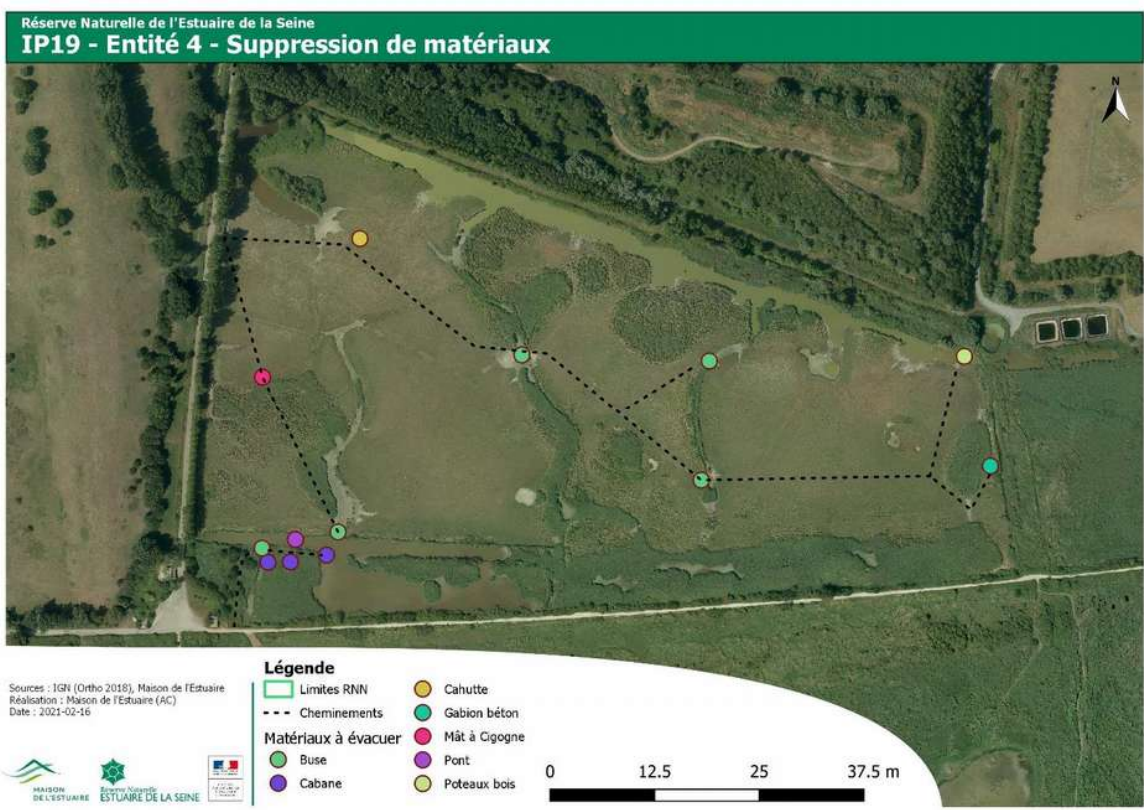 Réserve Naturelle de l'Estuaire de la Seine
IP19 - Entité 4 - Suppression de matériaux
N
Sources : IGN (Ortho 2018), Maison de l'Estuaire
Réalisation : Maison de l'Estuaire (AC)
Date : 2021-02-16
MAISON
DE L'ESTUAIRE
Réserve Naturelle
ESTUAIRE DE LA SEINE
Légende
Limites RNN
Cheminements
Matériaux à évacuer
Buse
Cabane
Cahutte
Gabion béton
Mât à Cigogne
Pont
Poteaux bois
0 12.5 25 37.5 m